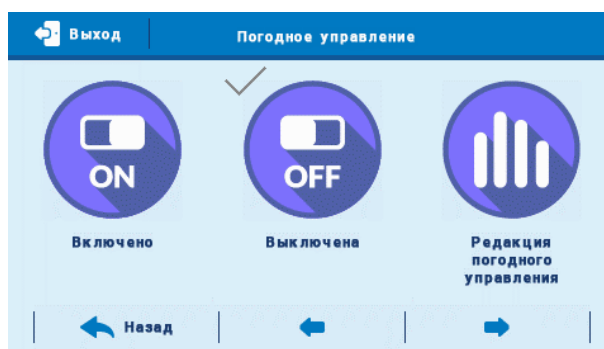 Выход
Погодное управление
ON
OFF
Включено
Выключена
Редакция
погодного
управления
Назад